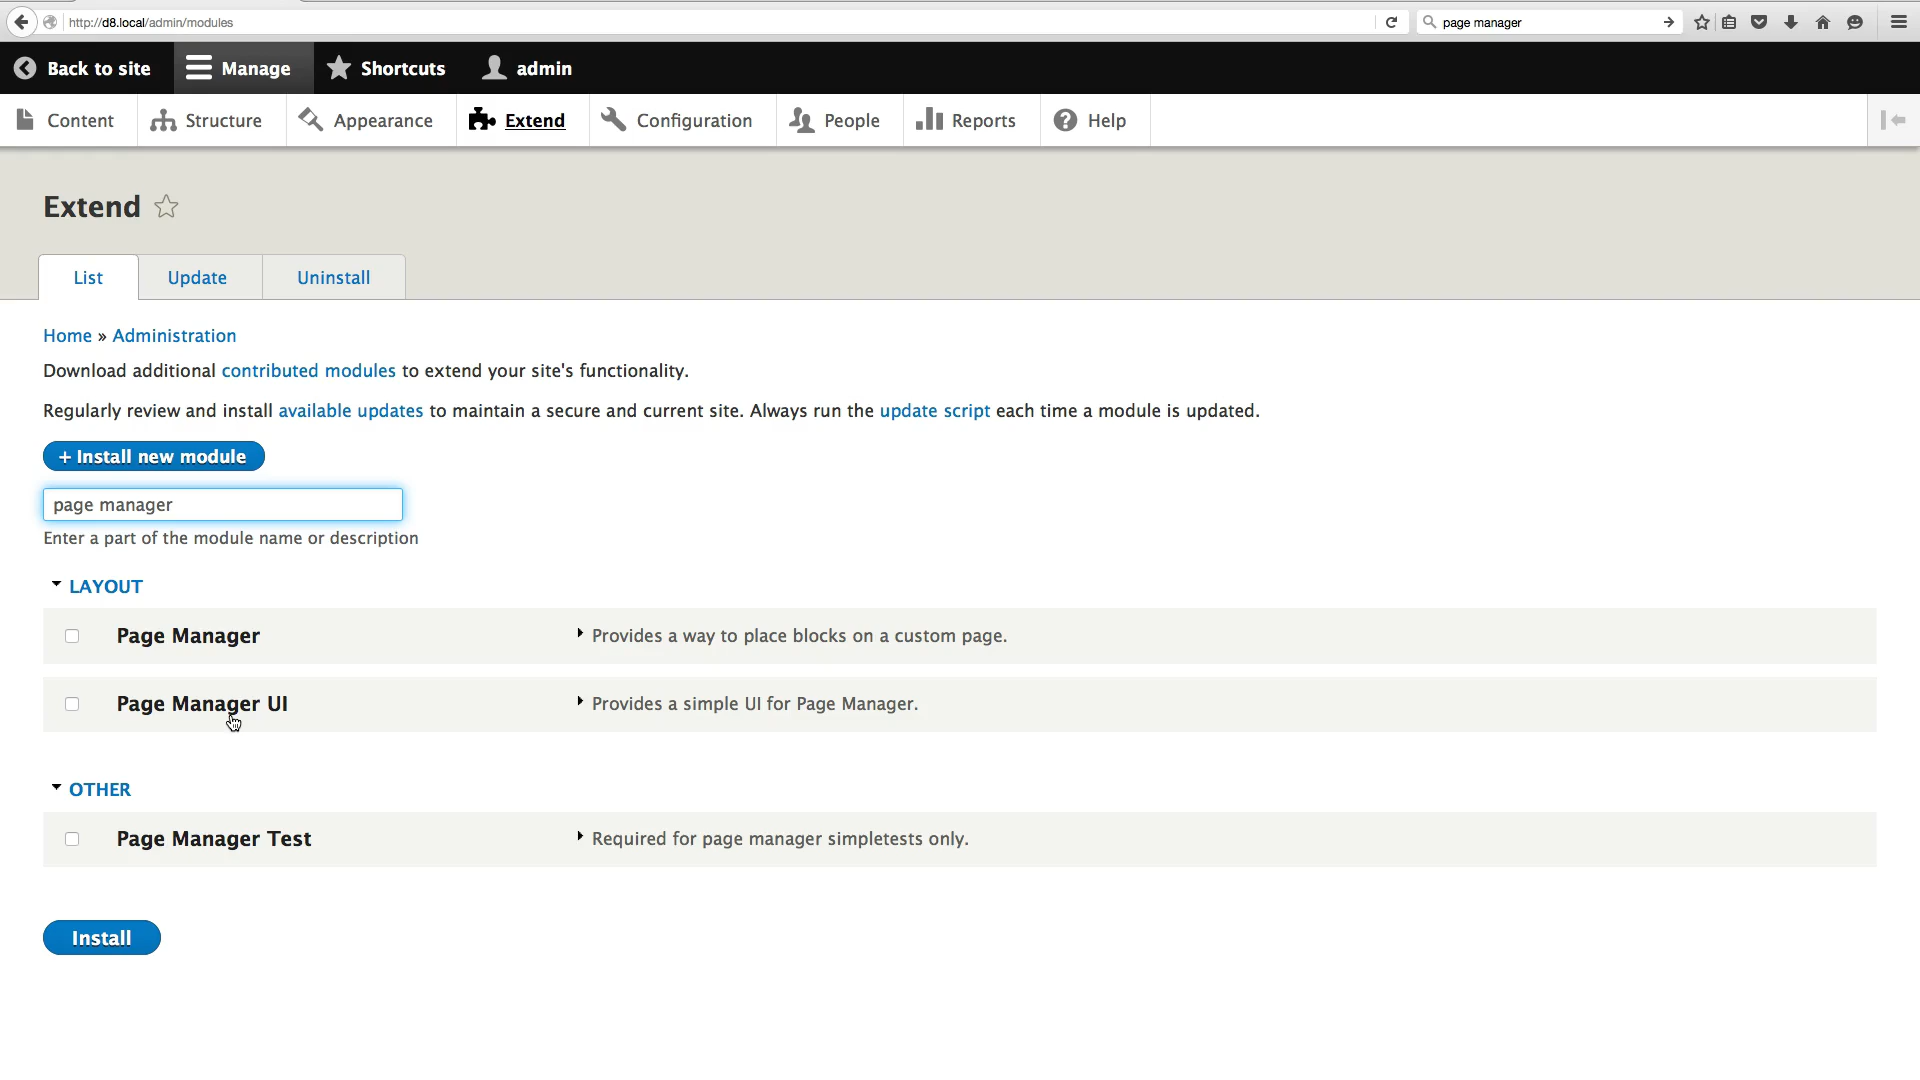 http://d8.local/admin/modules
page manager
Back to site Manage Shortcuts admin
Content Structure Appearance Extend Configuration People Reports Help
Extend
List Update Uninstall
Home » Administration
Download additional contributed modules to extend your site's functionality.
Regularly review and install available updates to maintain a secure and current site. Always run the update script each time a module is updated.
+ Install new module
page manager
Enter a part of the module name or description
LAYOUT
Page Manager Provides a way to place blocks on a custom page.
Page Manager UI Provides a simple UI for Page Manager.
OTHER
Page Manager Test Required for page manager simpletests only.
Install